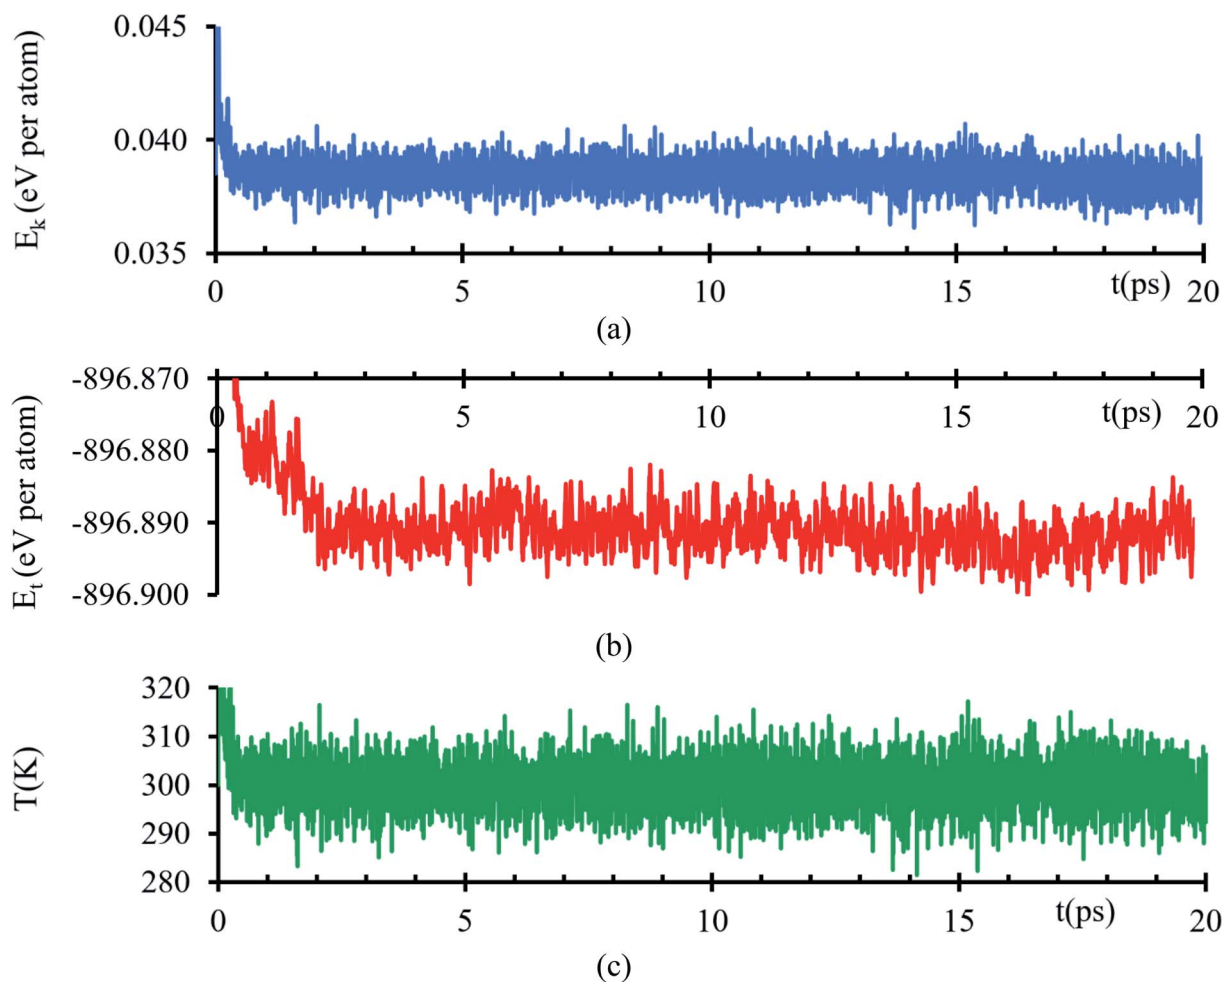 E_k (eV per atom)
0.045
0.040
0.035
0 5 10 15 t(ps) 20
(a)
E_t (eV per atom)
-896.870
0 5 10 15 t(ps) 20
-896.880
-896.890
-896.900
(b)
T(K)
320
310
300
290
280
0 5 10 15 t(ps) 20
(c)